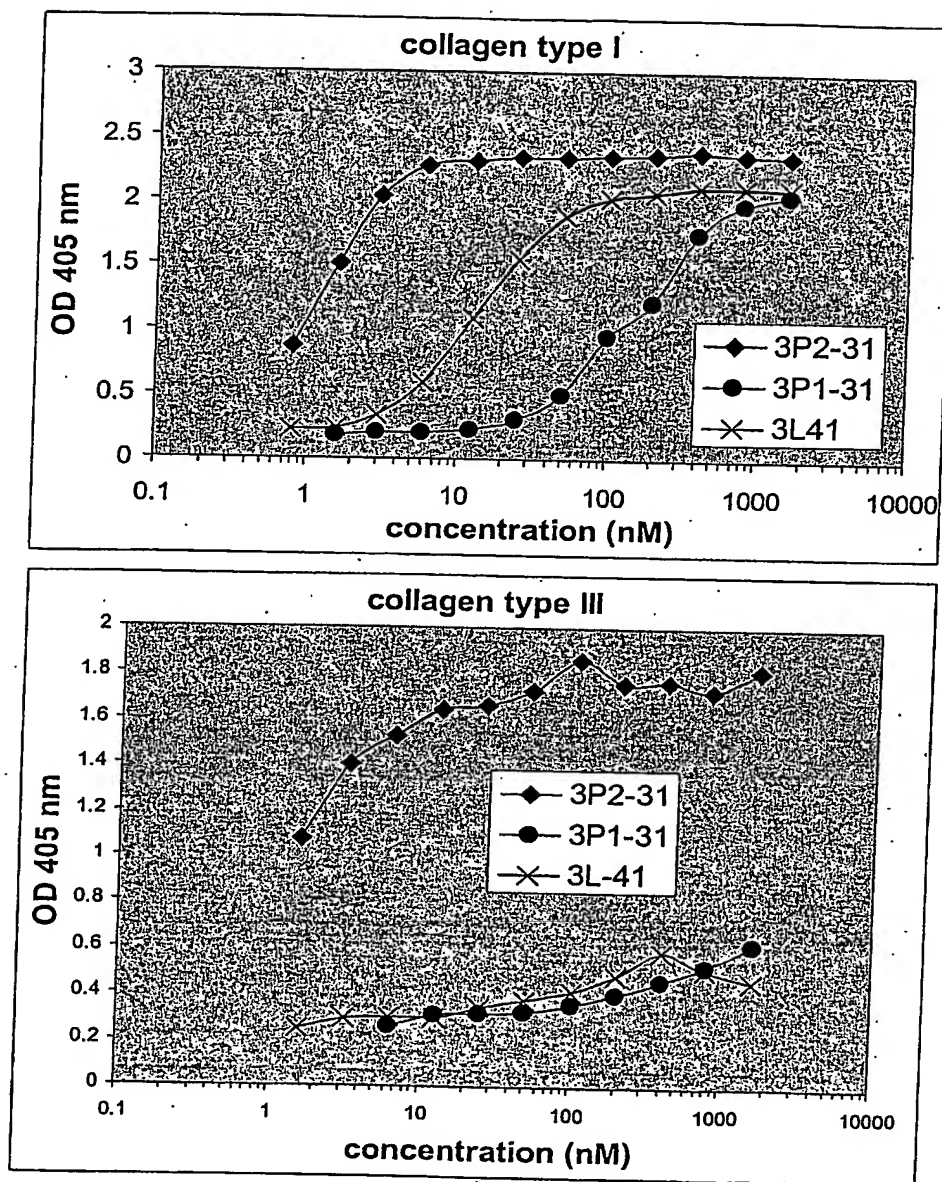 collagen type I
3
2.5
2
1.5
1
0.5
0
OD 405 nm
3P2-31
3P1-31
3L41
0.1 1 10 100 1000 10000
concentration (nM)
collagen type III
2
1.8
1.6
1.4
1.2
1
0.8
0.6
0.4
0.2
0
OD 405 nm
3P2-31
3P1-31
3L-41
0.1 1 10 100 1000 10000
concentration (nM)